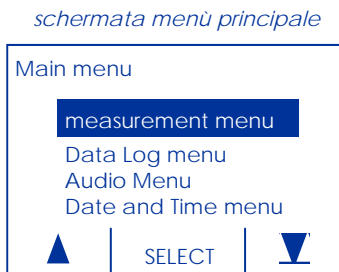 schermata menù principale
Main menu
measurement menu
Data Log menu
Audio Menu
Date and Time menu
SELECT